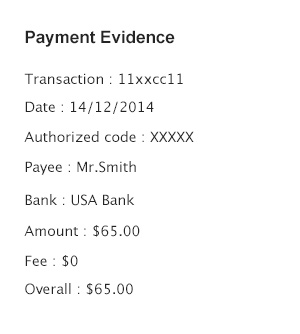 Payment Evidence
Transaction : 11xxcc11
Date : 14/12/2014
Authorized code : XXXXX
Payee : Mr.Smith
Bank : USA Bank
Amount : $65.00
Fee : $0
Overall : $65.00